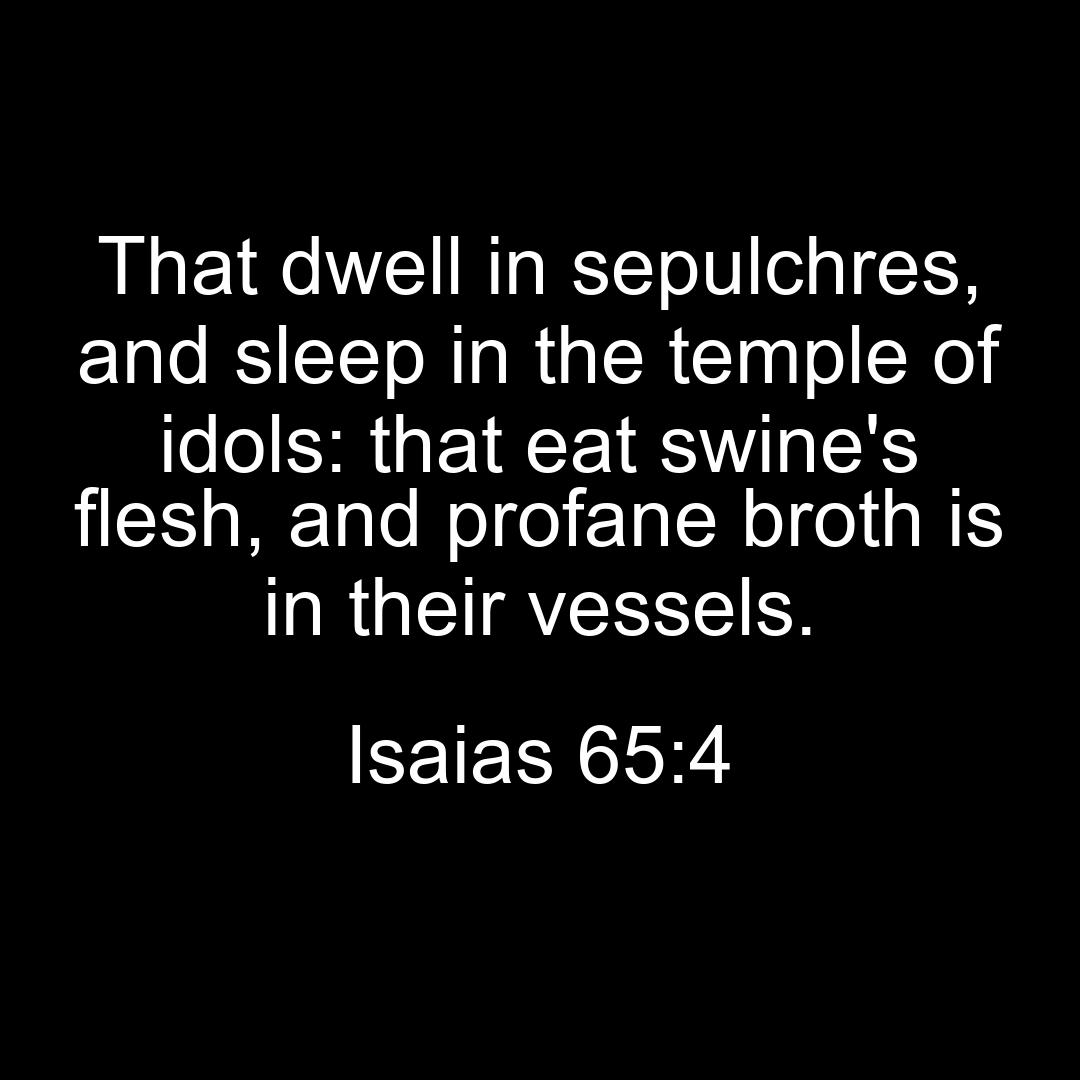 That dwell in sepulchres,
and sleep in the temple of
idols: that eat swine's
flesh, and profane broth is
in their vessels.
Isaias 65:4